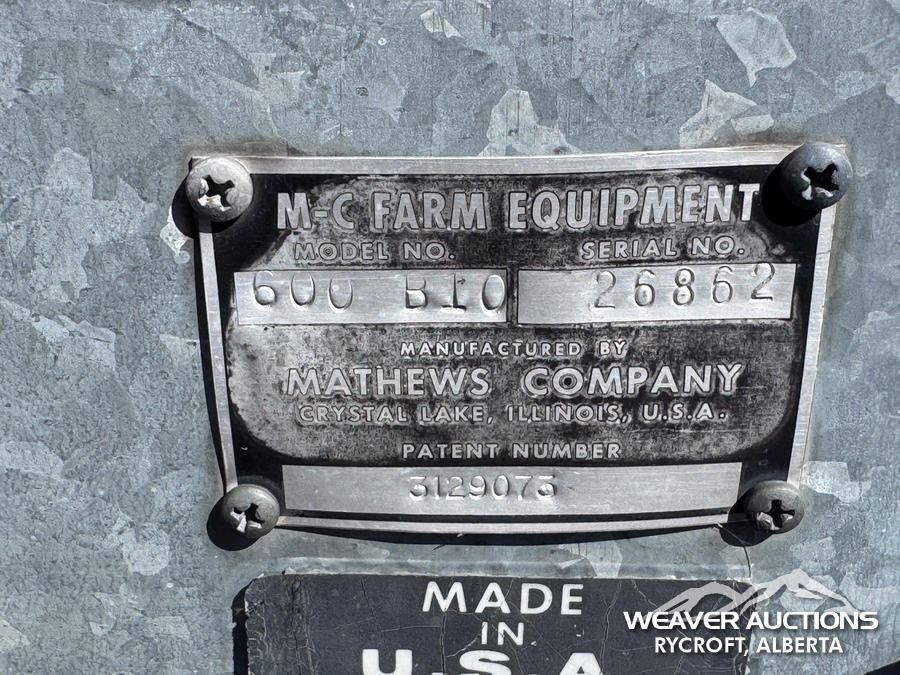 M-C FARM EQUIPMENT
MODEL NO. SERIAL NO.
600 B10 26862
MANUFACTURED BY
MATHEWS COMPANY
CRYSTAL LAKE, ILLINOIS, U.S.A.
PATENT NUMBER
3129073
MADE
IN
U.S.A.
WEAVER AUCTIONS
RYCROFT, ALBERTA